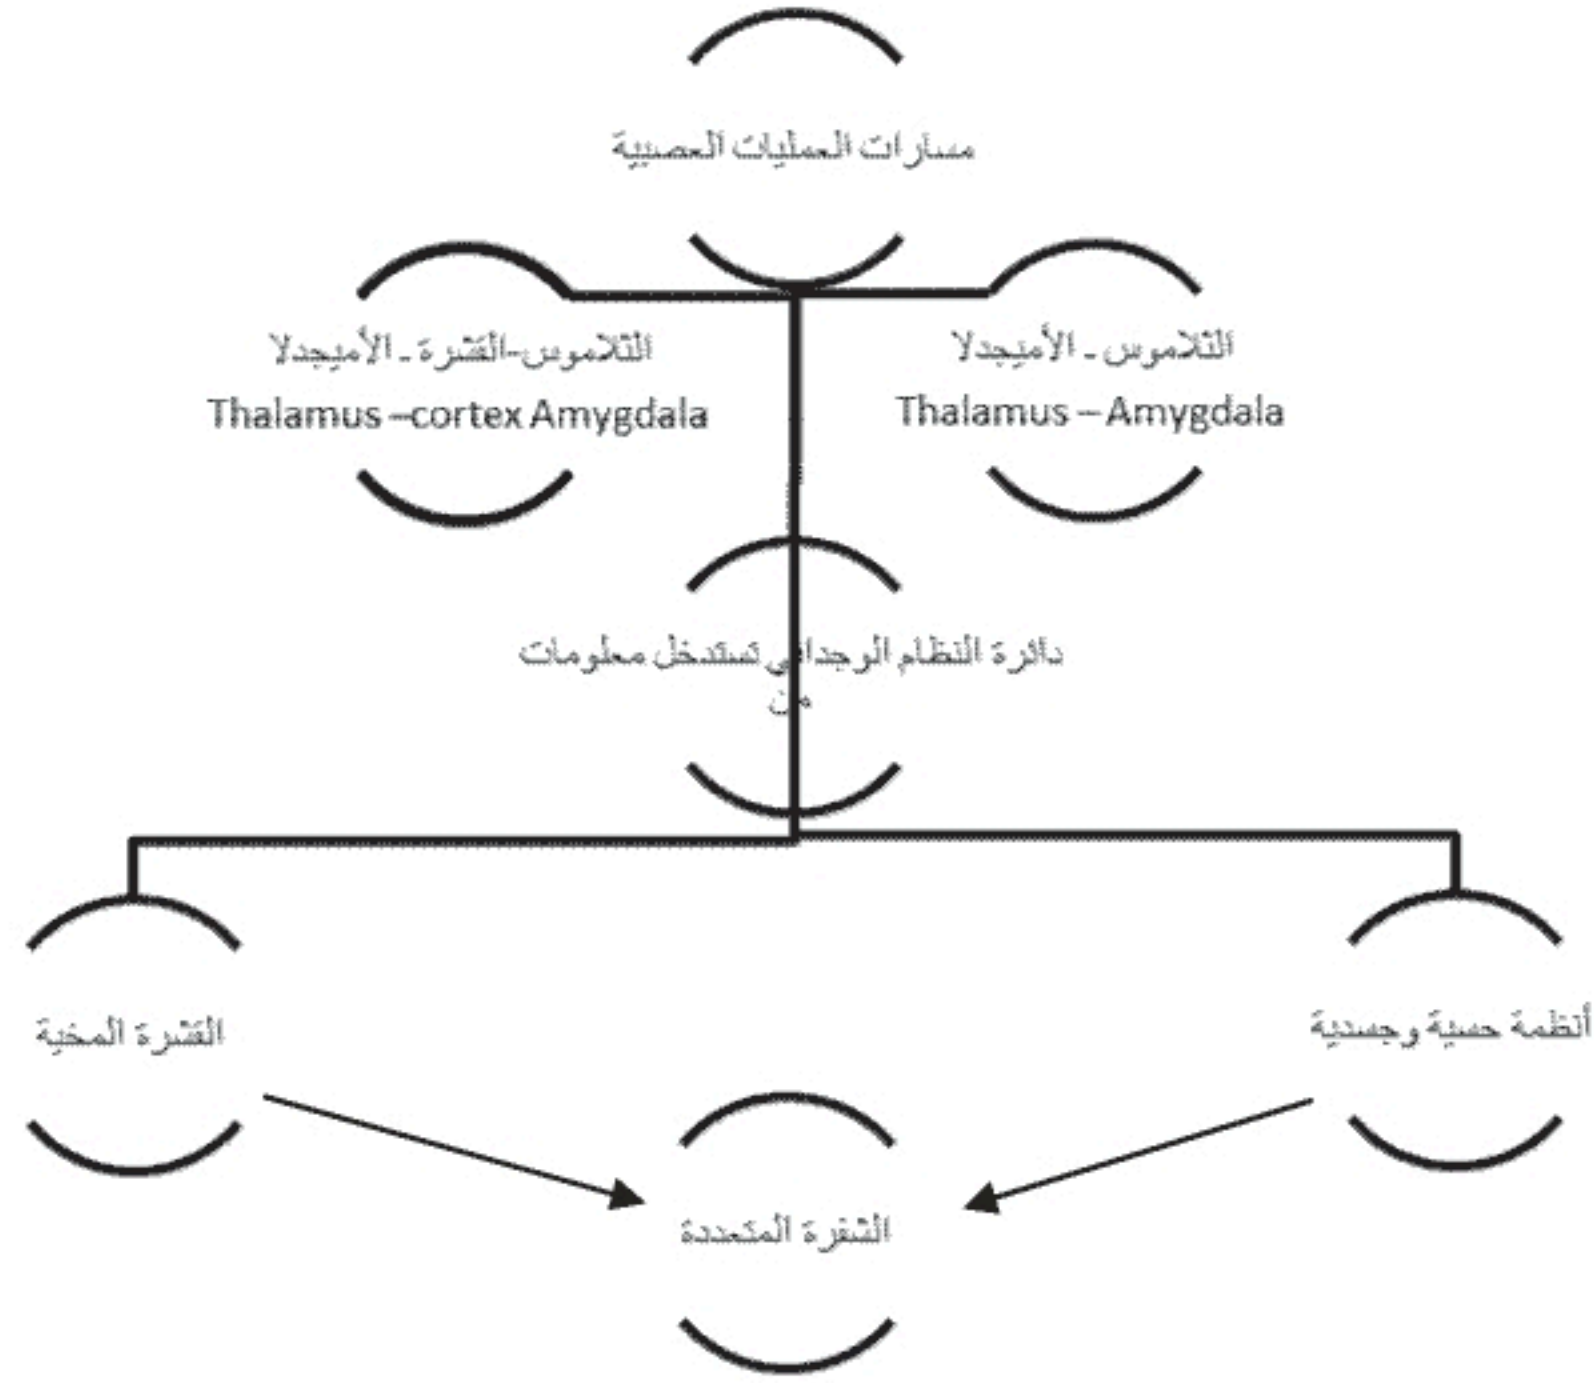 مسارات العمليات العصبية
الثلاموس - الأميجدلا
Thalamus – Amygdala
الثلاموس-القشرة - الأميجدلا
Thalamus –cortex Amygdala
دائرة النظام الوجداني تستدخل معلومات
من
أنظمة حسية وجسدية
القشرة المخية
الشفرة المتعددة